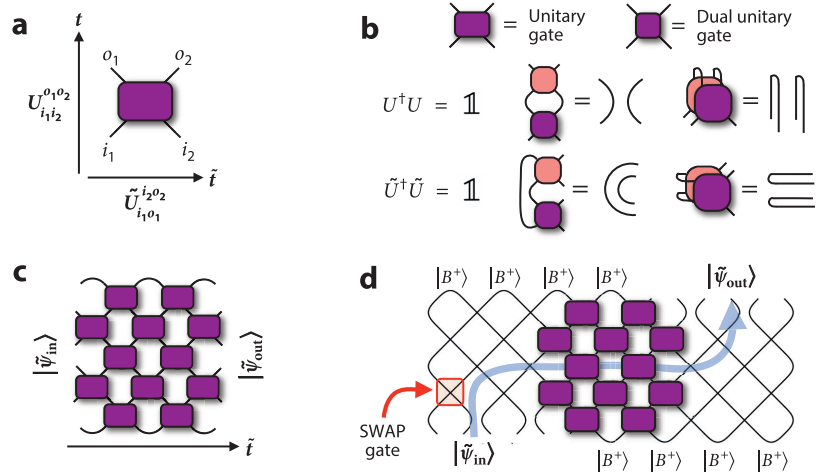 a
t
o₁ o₂
U^{o₁o₂}_{i₁i₂}
i₁ i₂
t̃
Ũ^{i₂o₂}_{i₁o₁}
b
= Unitary gate
= Dual unitary gate
U†U = 𝟙
=
=
Ũ†Ũ = 𝟙
=
=
c
|ψ̃in⟩
|ψ̃out⟩
t̃
d
|B⁺⟩ |B⁺⟩ |B⁺⟩ |B⁺⟩
|ψ̃out⟩
SWAP
gate
|ψ̃in⟩
|B⁺⟩ |B⁺⟩ |B⁺⟩ |B⁺⟩